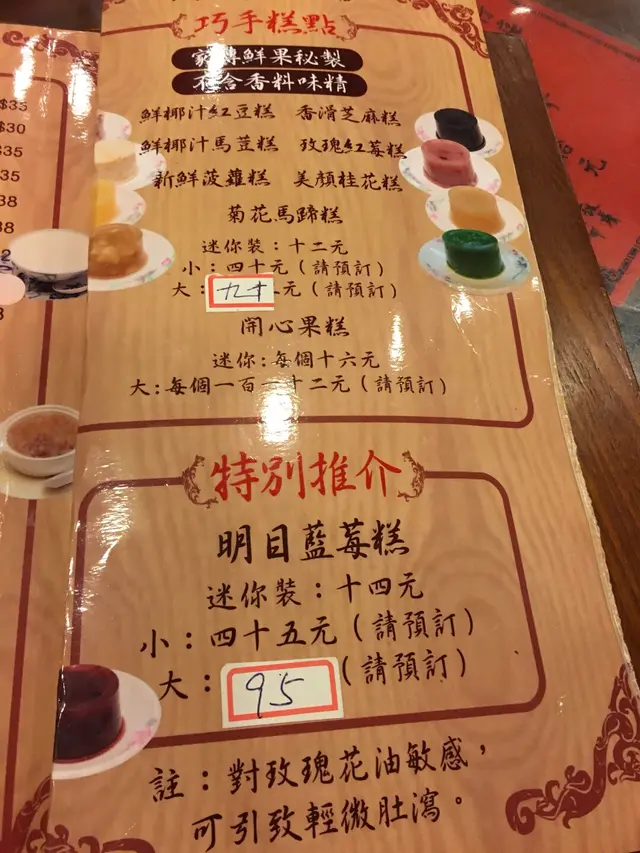 $33
$30
$35
巧手糕點
家傳鮮果秘製
不含香料味精
鮮椰汁紅豆糕 香滑芝麻糕
鮮椰汁馬荳糕 玫瑰紅莓糕
新鮮菠蘿糕 美顏桂花糕
菊花馬蹄糕
迷你裝：十二元
小：四十元（請預訂）
大：九十二元（請預訂）
開心果糕
迷你：每個十六元
大：每個一百一十二元（請預訂）
特別推介
明目藍莓糕
迷你裝：十四元
小：四十五元（請預訂）
大：95（請預訂）
註：對玫瑰花油敏感，
可引致輕微肚瀉。